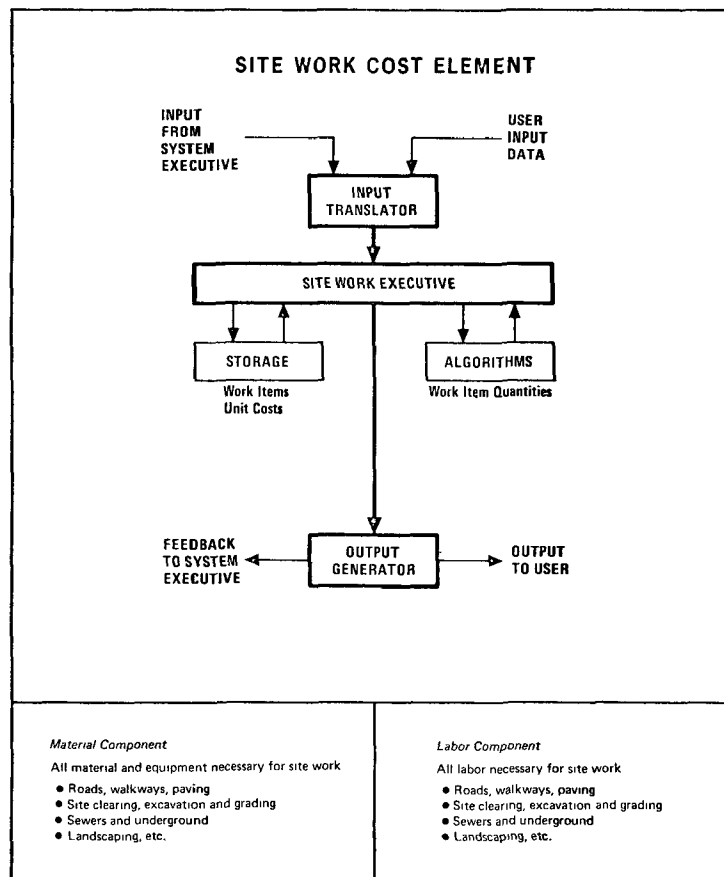 SITE WORK COST ELEMENT
INPUT
FROM
SYSTEM
EXECUTIVE
USER
INPUT
DATA
INPUT
TRANSLATOR
SITE WORK EXECUTIVE
STORAGE
Work Items
Unit Costs
ALGORITHMS
Work Item Quantities
FEEDBACK
TO SYSTEM
EXECUTIVE
OUTPUT
GENERATOR
OUTPUT
TO USER
Material Component
All material and equipment necessary for site work
● Roads, walkways, paving
● Site clearing, excavation and grading
● Sewers and underground
● Landscaping, etc.
Labor Component
All labor necessary for site work
● Roads, walkways, paving
● Site clearing, excavation and grading
● Sewers and underground
● Landscaping, etc.